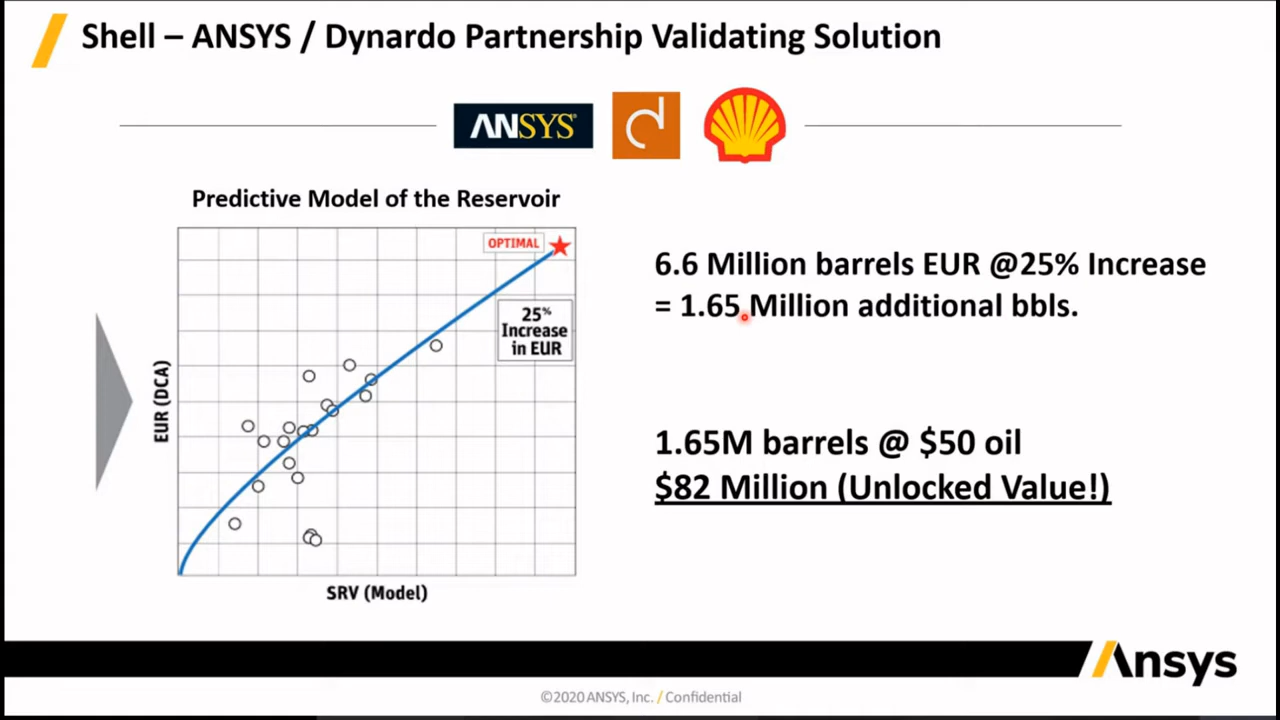 Shell – ANSYS / Dynardo Partnership Validating Solution
ANSYS
Predictive Model of the Reservoir
OPTIMAL
25%
Increase
in EUR
EUR (DCA)
SRV (Model)
6.6 Million barrels EUR @25% Increase
= 1.65 Million additional bbls.
1.65M barrels @ $50 oil
$82 Million (Unlocked Value!)
Ansys
©2020 ANSYS, Inc. / Confidential